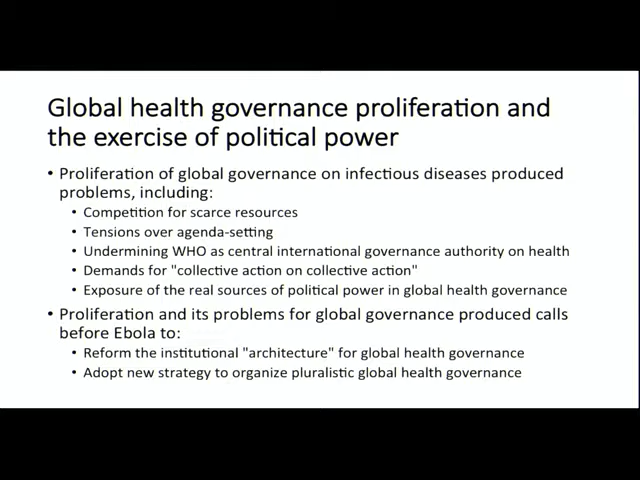 Global health governance proliferation and
the exercise of political power
• Proliferation of global governance on infectious diseases produced
problems, including:
• Competition for scarce resources
• Tensions over agenda-setting
• Undermining WHO as central international governance authority on health
• Demands for "collective action on collective action"
• Exposure of the real sources of political power in global health governance
• Proliferation and its problems for global governance produced calls
before Ebola to:
• Reform the institutional "architecture" for global health governance
• Adopt new strategy to organize pluralistic global health governance